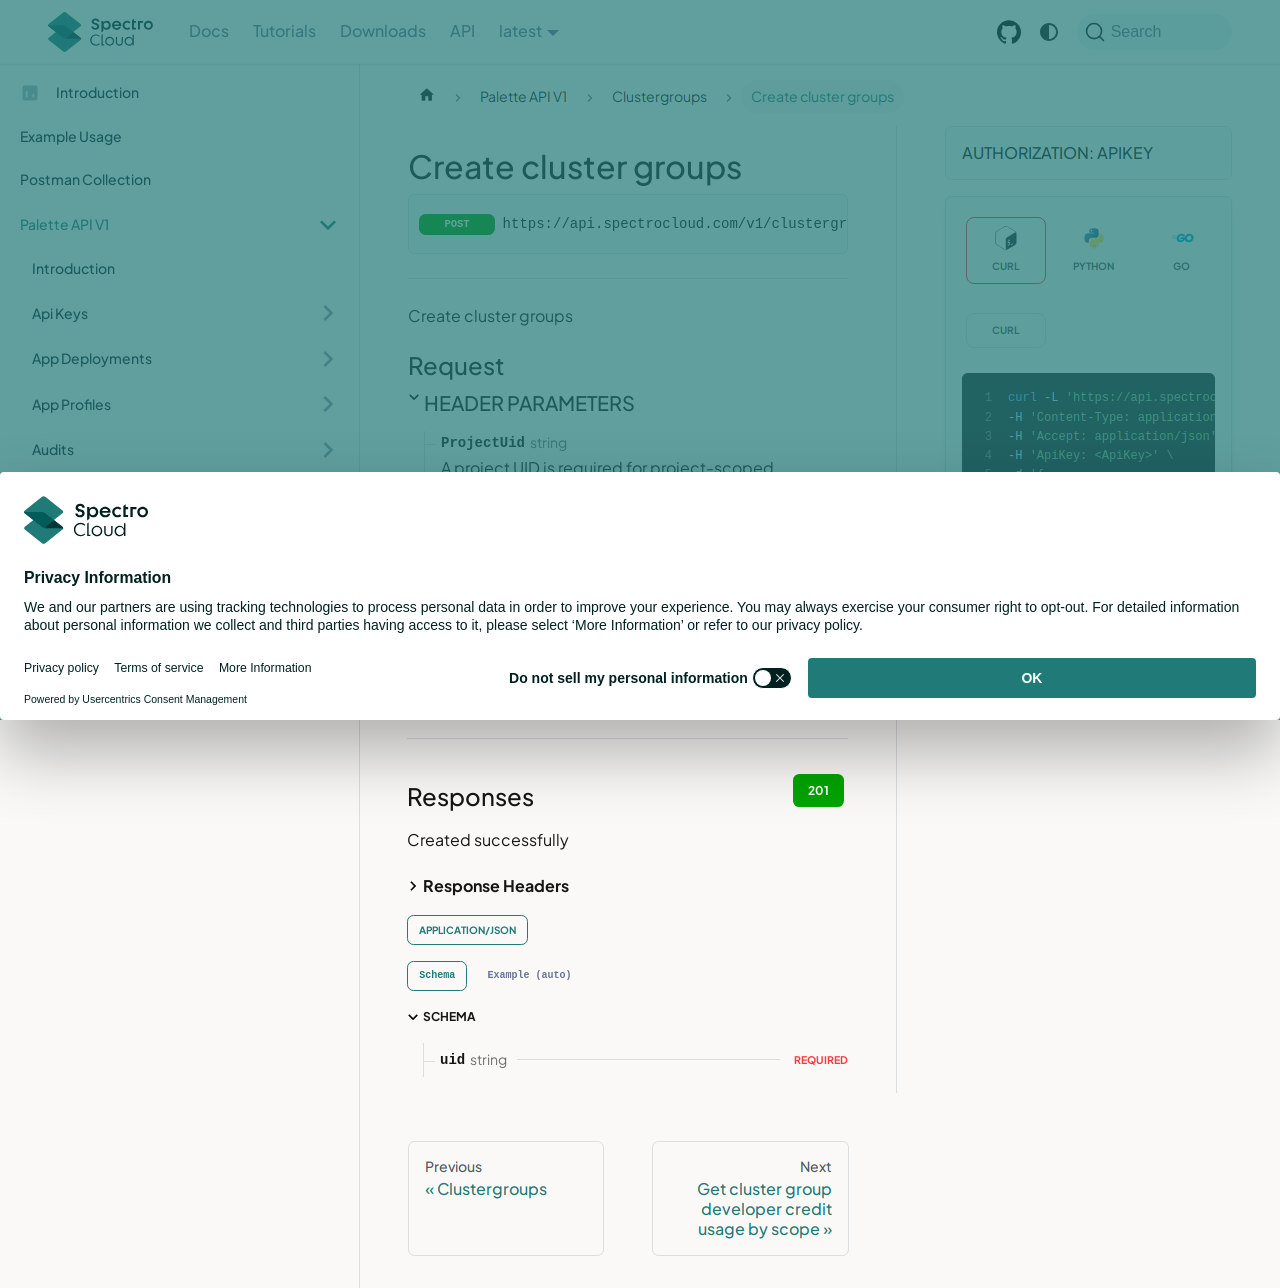 Spectro Cloud
Docs
Tutorials
Downloads
API
latest
Search
Introduction
Example Usage
Postman Collection
Palette API V1
Introduction
Api Keys
App Deployments
App Profiles
Audits
Palette API V1
Clustergroups
Create cluster groups
Create cluster groups
POST https://api.spectrocloud.com/v1/clustergr
Create cluster groups
Request
HEADER PARAMETERS
ProjectUid string
A project UID is required for project-scoped
AUTHORIZATION: APIKEY
CURL
PYTHON
GO
CURL
1 curl -L 'https://api.spectroc
2 -H 'Content-Type: application
3 -H 'Accept: application/json'
4 -H 'ApiKey: <ApiKey>' \
Spectro Cloud
Privacy Information
We and our partners are using tracking technologies to process personal data in order to improve your experience. You may always exercise your consumer right to opt-out. For detailed information
about personal information we collect and third parties having access to it, please select ‘More Information’ or refer to our privacy policy.
Privacy policy
Terms of service
More Information
Powered by Usercentrics Consent Management
Do not sell my personal information
OK
Responses
201
Created successfully
Response Headers
APPLICATION/JSON
Schema
Example (auto)
SCHEMA
uid string REQUIRED
Previous
« Clustergroups
Next
Get cluster group
developer credit
usage by scope »